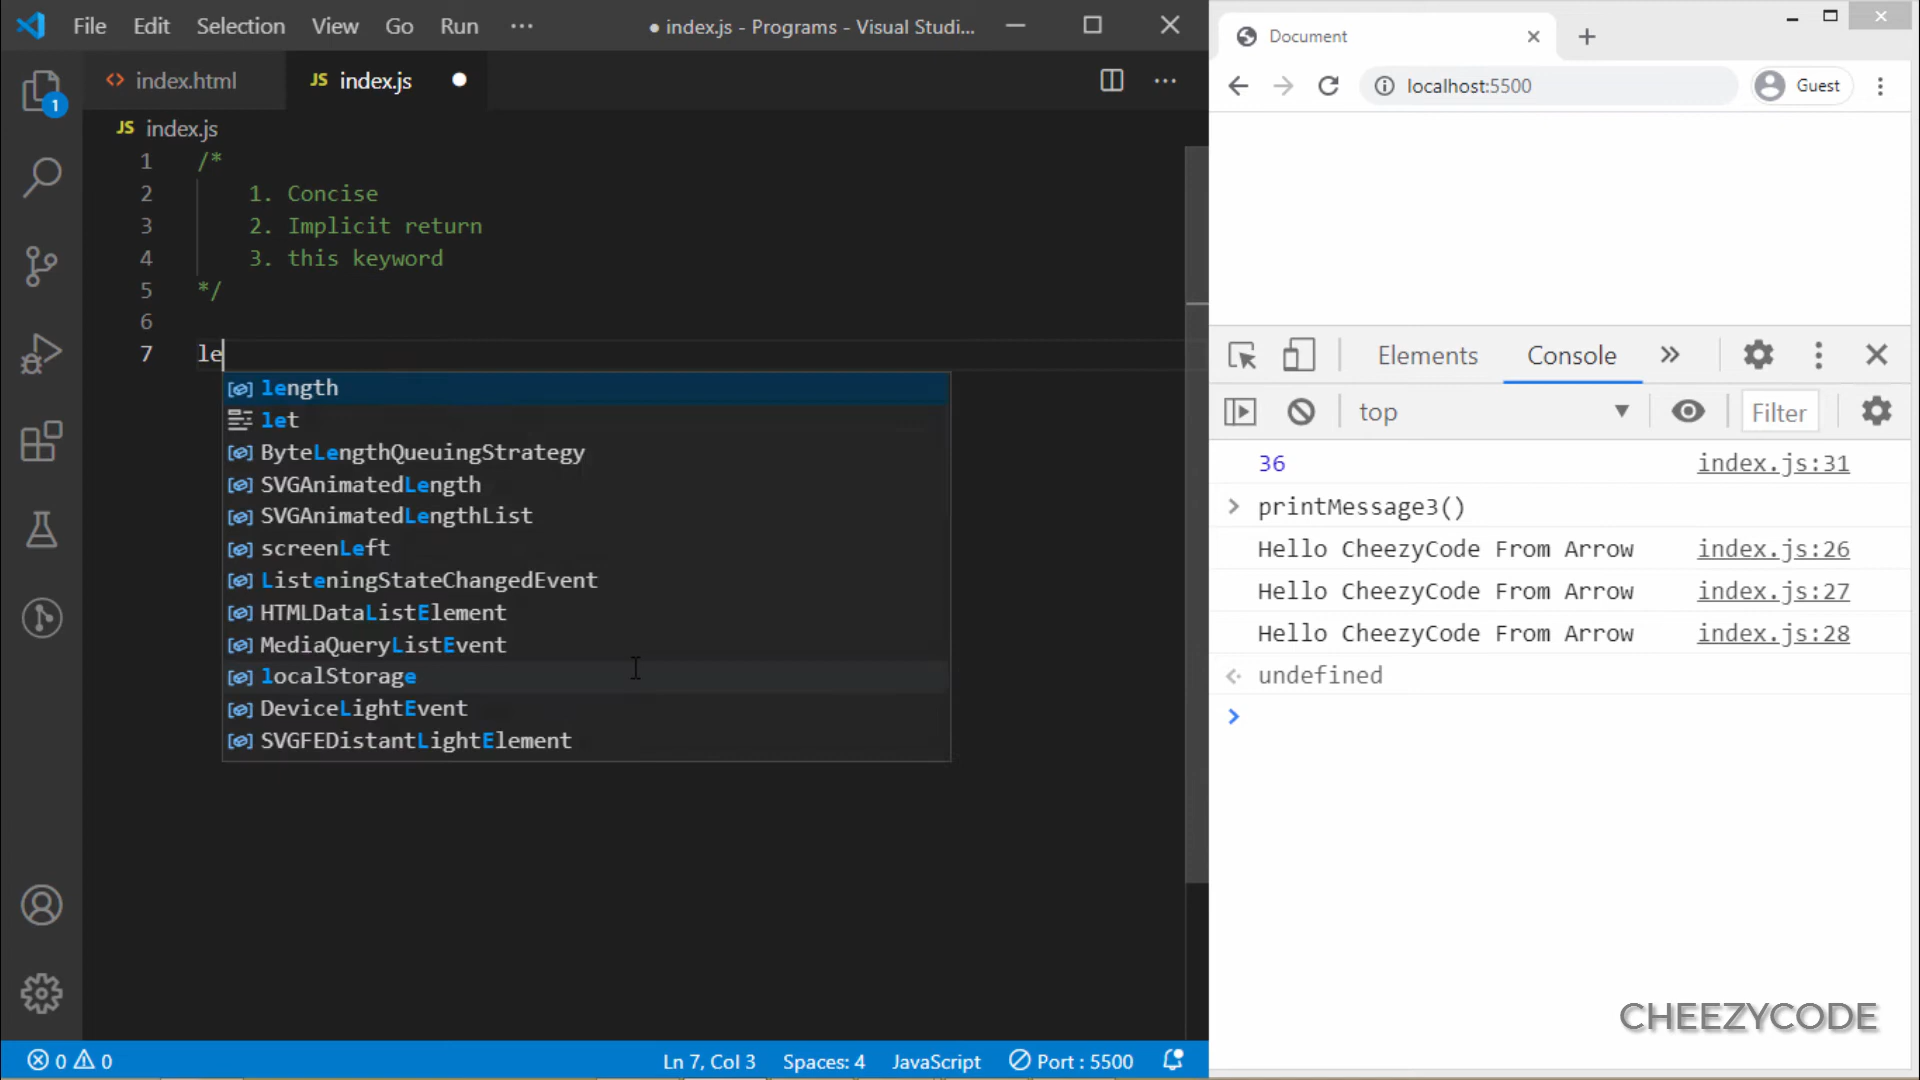 File Edit Selection View Go Run ··· ● index.js - Programs - Visual Studi...
index.html JS index.js
JS index.js
1 /*
2 1. Concise
3 2. Implicit return
4 3. this keyword
5 */
6
7 le
length
let
ByteLengthQueuingStrategy
SVGAnimatedLength
SVGAnimatedLengthList
screenLeft
ListeningStateChangedEvent
HTMLDataListElement
MediaQueryListEvent
localStorage
DeviceLightEvent
SVGFEDistantLightElement
1
0 0 Ln 7, Col 3 Spaces: 4 JavaScript Port : 5500
Document
localhost:5500 Guest
Elements Console
top Filter
36 index.js:31
printMessage3()
Hello CheezyCode From Arrow index.js:26
Hello CheezyCode From Arrow index.js:27
Hello CheezyCode From Arrow index.js:28
undefined
CHEEZYCODE